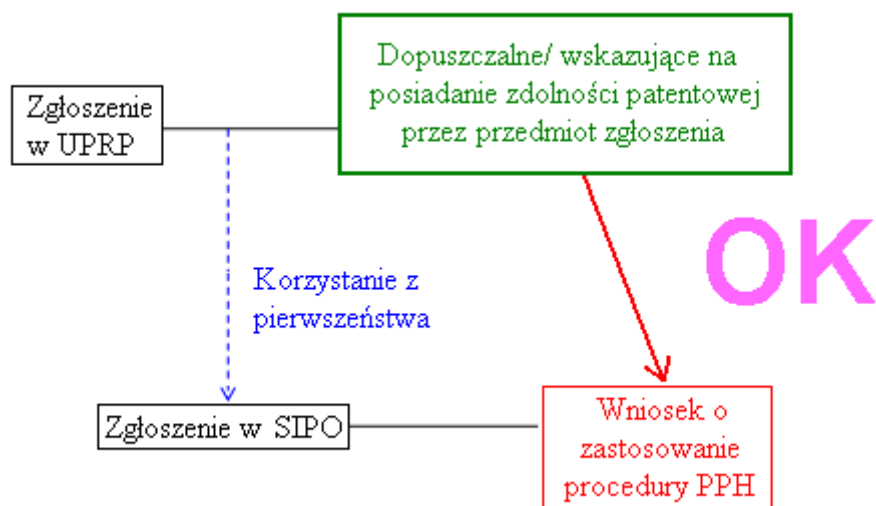 Dopuszczalne/ wskazujące na
posiadanie zdolności patentowej
przez przedmiot zgłoszenia
Zgłoszenie
w UPRP
OK
Korzystanie z
pierwszeństwa
Zgłoszenie w SIPO
Wniosek o
zastosowanie
procedury PPH